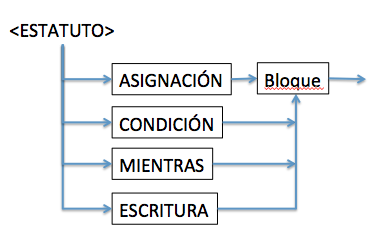 <ESTATUTO>
ASIGNACIÓN
Bloque
CONDICIÓN
MIENTRAS
ESCRITURA